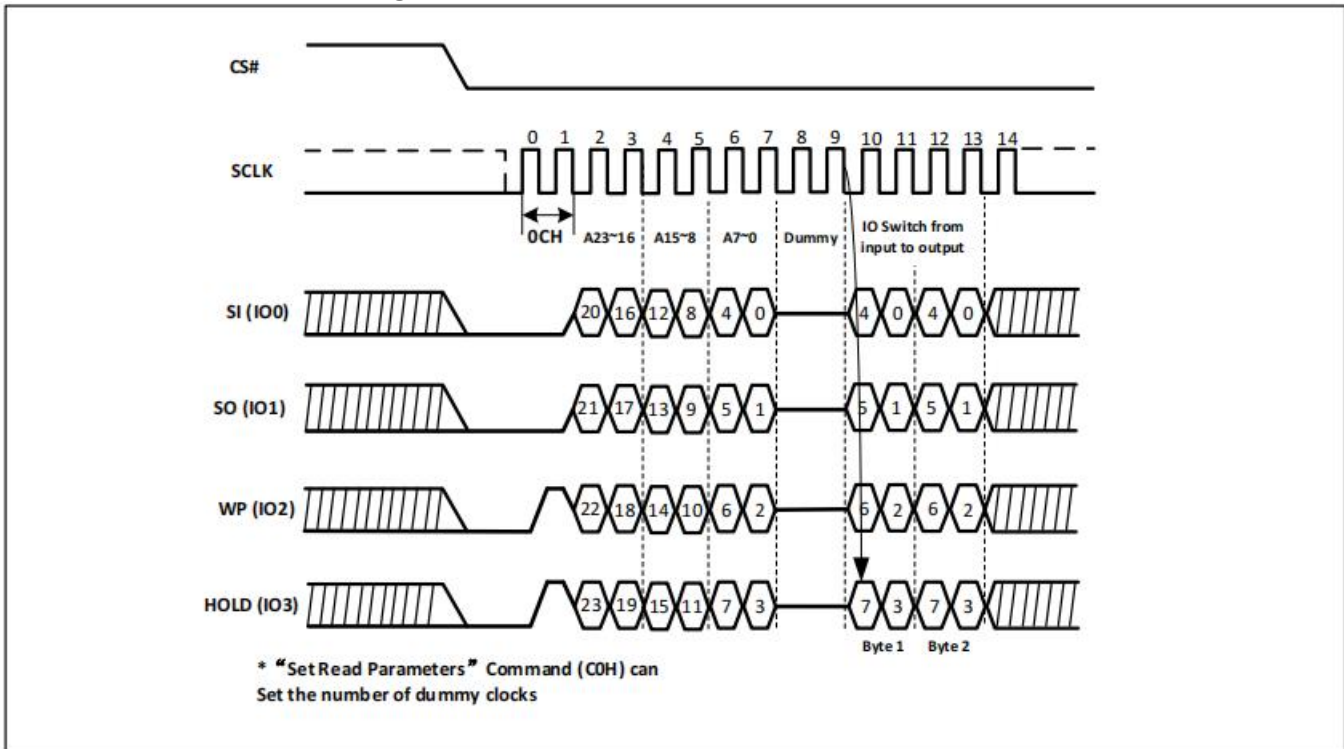 CS#
0 1 2 3 4 5 6 7 8 9 10 11 12 13 14
SCLK
0CH A23~16 A15~8 A7~0 Dummy IO Switch from
input to output
SI (IO0) 20 16 12 8 4 0 4 0 4 0
SO (IO1) 21 17 13 9 5 1 5 1 5 1
WP (IO2) 22 18 14 10 6 2 6 2 6 2
HOLD (IO3) 23 19 15 11 7 3 7 3 7 3
Byte 1 Byte 2
* “Set Read Parameters” Command (C0H) can
Set the number of dummy clocks